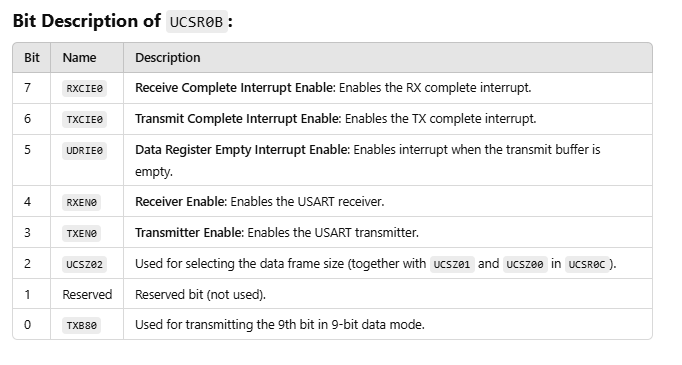 Bit Description of UCSR0B:
Bit Name Description
7 RXCIE0 Receive Complete Interrupt Enable: Enables the RX complete interrupt.
6 TXCIE0 Transmit Complete Interrupt Enable: Enables the TX complete interrupt.
5 UDRIE0 Data Register Empty Interrupt Enable: Enables interrupt when the transmit buffer is
empty.
4 RXEN0 Receiver Enable: Enables the USART receiver.
3 TXEN0 Transmitter Enable: Enables the USART transmitter.
2 UCSZ02 Used for selecting the data frame size (together with UCSZ01 and UCSZ00 in UCSR0C).
1 Reserved Reserved bit (not used).
0 TXB80 Used for transmitting the 9th bit in 9-bit data mode.